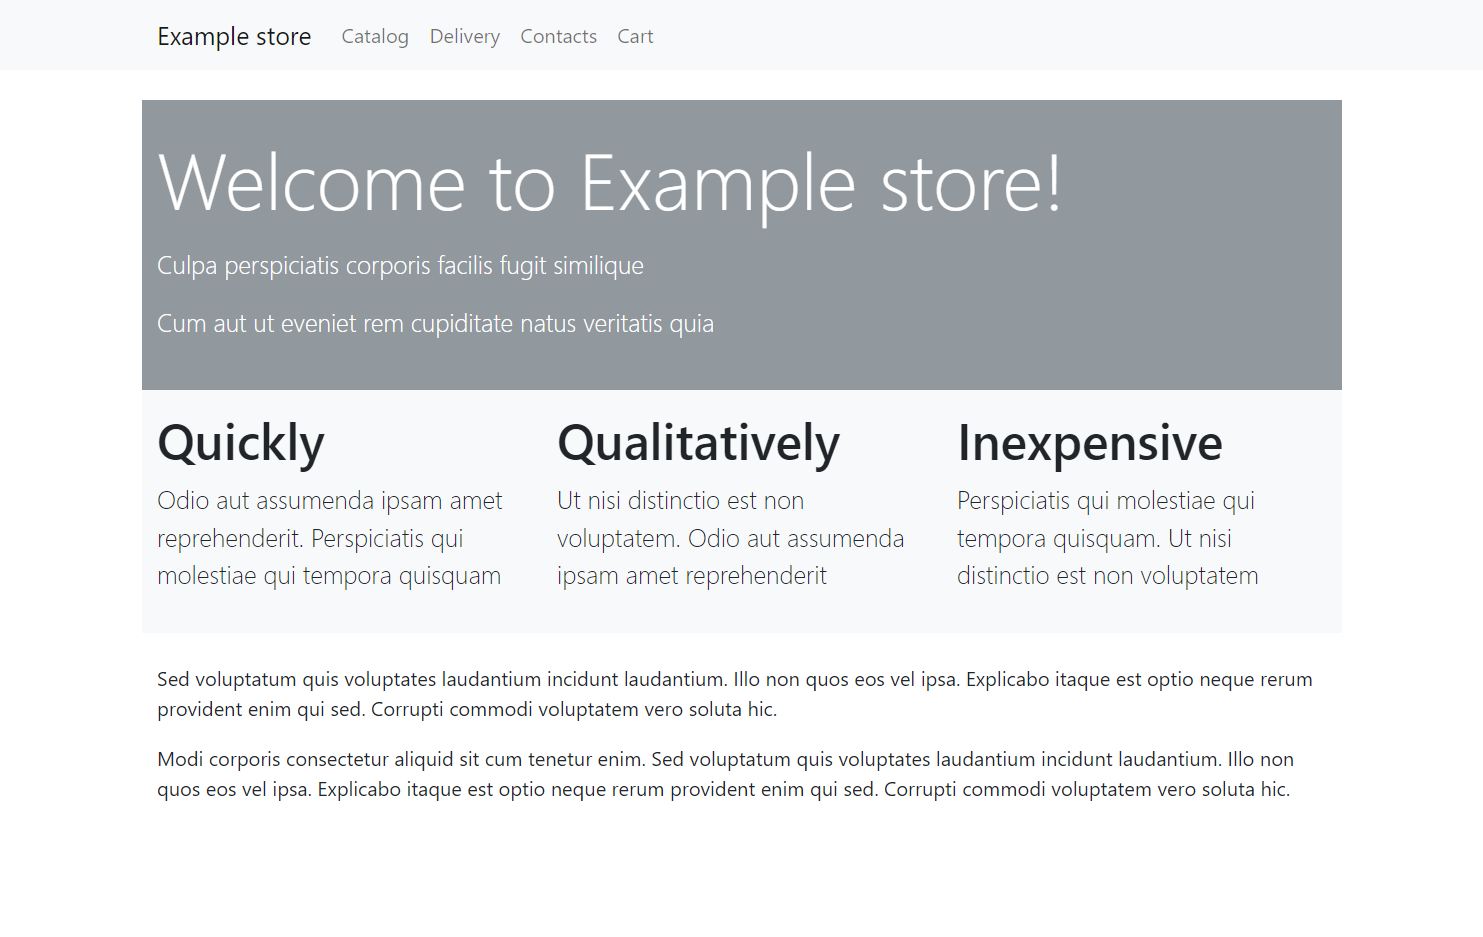 Example store Catalog Delivery Contacts Cart
Welcome to Example store!
Culpa perspiciatis corporis facilis fugit similique
Cum aut ut eveniet rem cupiditate natus veritatis quia
Quickly
Odio aut assumenda ipsam amet
reprehenderit. Perspiciatis qui
molestiae qui tempora quisquam
Qualitatively
Ut nisi distinctio est non
voluptatem. Odio aut assumenda
ipsam amet reprehenderit
Inexpensive
Perspiciatis qui molestiae qui
tempora quisquam. Ut nisi
distinctio est non voluptatem
Sed voluptatum quis voluptates laudantium incidunt laudantium. Illo non quos eos vel ipsa. Explicabo itaque est optio neque rerum
provident enim qui sed. Corrupti commodi voluptatem vero soluta hic.
Modi corporis consectetur aliquid sit cum tenetur enim. Sed voluptatum quis voluptates laudantium incidunt laudantium. Illo non
quos eos vel ipsa. Explicabo itaque est optio neque rerum provident enim qui sed. Corrupti commodi voluptatem vero soluta hic.